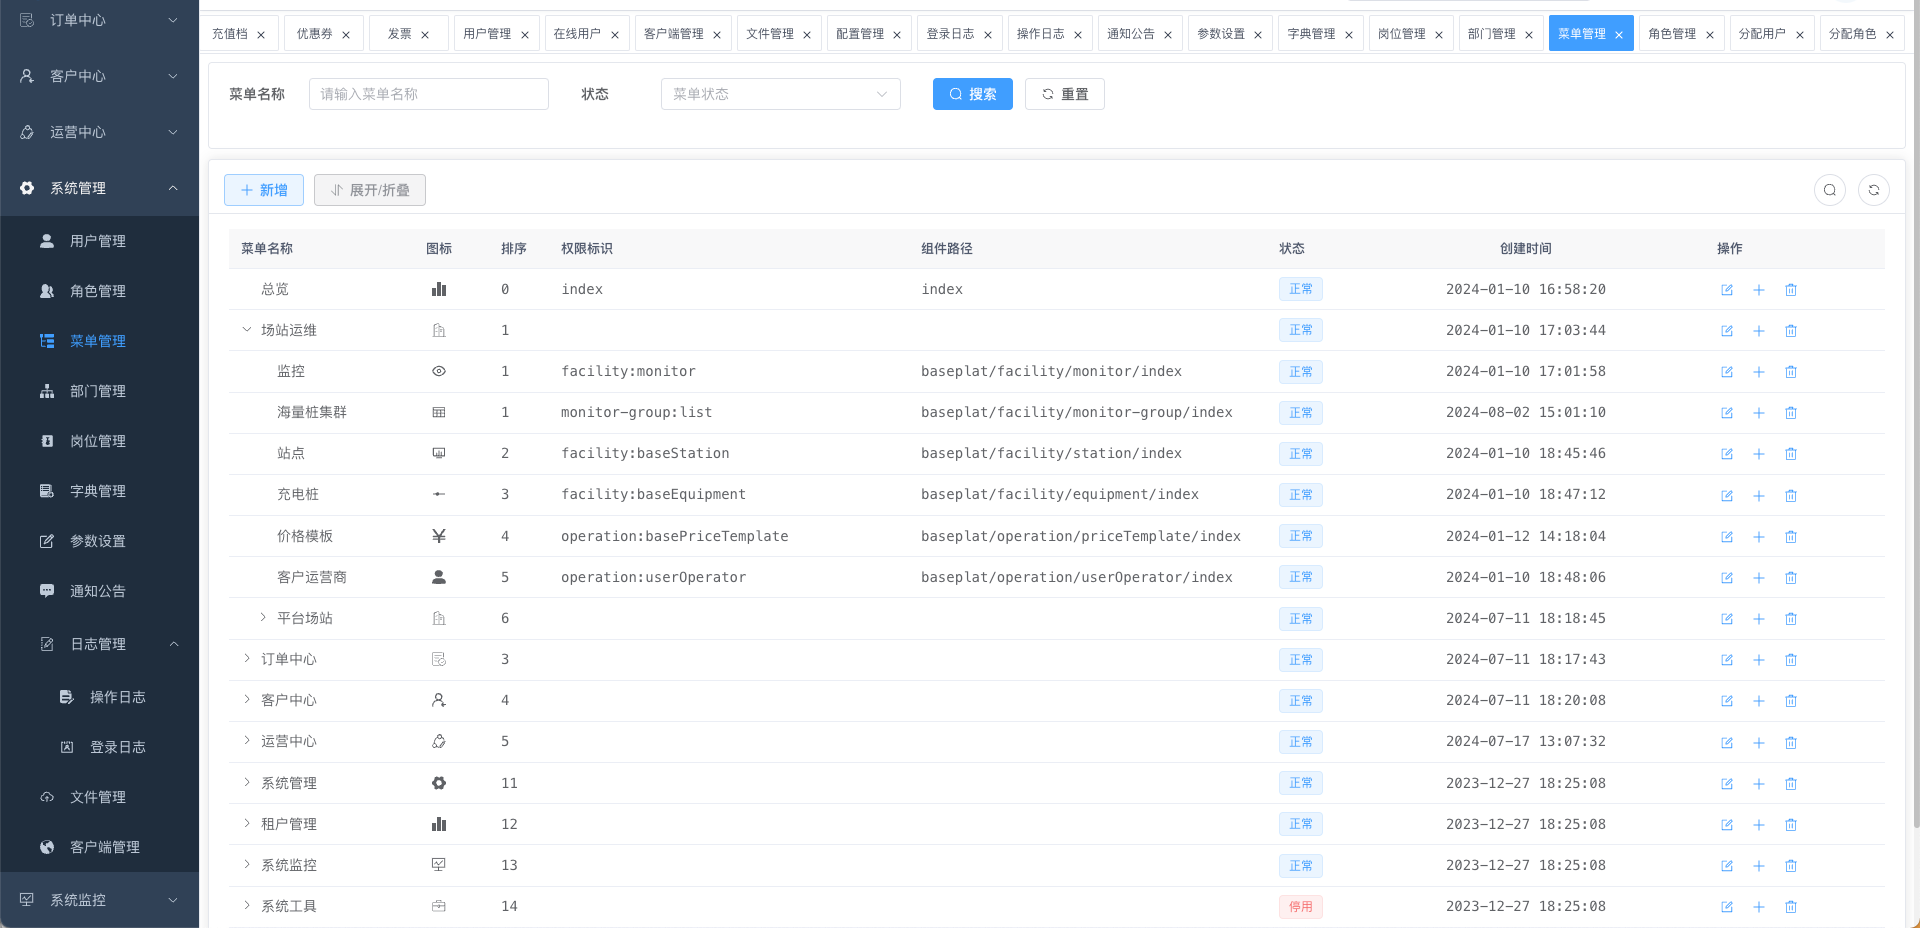 订单中心
客户中心
运营中心
系统管理
用户管理
角色管理
菜单管理
部门管理
岗位管理
字典管理
参数设置
通知公告
日志管理
操作日志
登录日志
文件管理
客户端管理
系统监控
充值档 优惠券 发票 用户管理 在线用户 客户端管理 文件管理 配置管理 登录日志 操作日志 通知公告 参数设置 字典管理 岗位管理 部门管理 菜单管理 角色管理 分配用户 分配角色
菜单名称 请输入菜单名称 状态 菜单状态 搜索 重置
新增 展开/折叠
菜单名称 图标 排序 权限标识 组件路径 状态 创建时间 操作
总览 0 index index 正常 2024-01-10 16:58:20
场站运维 1 正常 2024-01-10 17:03:44
监控 1 facility:monitor baseplat/facility/monitor/index 正常 2024-01-10 17:01:58
海量桩集群 1 monitor-group:list baseplat/facility/monitor-group/index 正常 2024-08-02 15:01:10
站点 2 facility:baseStation baseplat/facility/station/index 正常 2024-01-10 18:45:46
充电桩 3 facility:baseEquipment baseplat/facility/equipment/index 正常 2024-01-10 18:47:12
价格模板 4 operation:basePriceTemplate baseplat/operation/priceTemplate/index 正常 2024-01-12 14:18:04
客户运营商 5 operation:userOperator baseplat/operation/userOperator/index 正常 2024-01-10 18:48:06
平台场站 6 正常 2024-07-11 18:18:45
订单中心 3 正常 2024-07-11 18:17:43
客户中心 4 正常 2024-07-11 18:20:08
运营中心 5 正常 2024-07-17 13:07:32
系统管理 11 正常 2023-12-27 18:25:08
租户管理 12 正常 2023-12-27 18:25:08
系统监控 13 正常 2023-12-27 18:25:08
系统工具 14 停用 2023-12-27 18:25:08